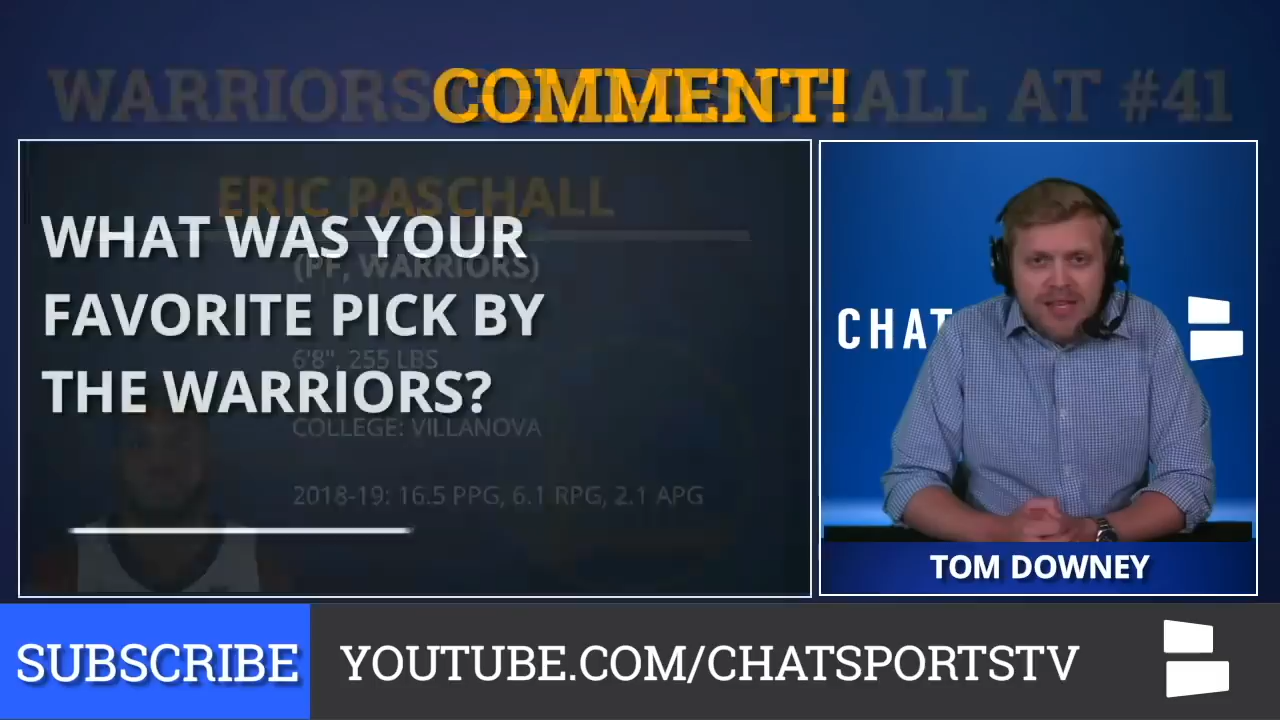 COMMENT!
WARRIORS ALL AT #41
ERIC PASCHALL
WHAT WAS YOUR
(PF, WARRIORS)
FAVORITE PICK BY
6'8", 255 LBS
THE WARRIORS?
COLLEGE: VILLANOVA
2018-19: 16.5 PPG, 6.1 RPG, 2.1 APG
CHAT
TOM DOWNEY
SUBSCRIBE
YOUTUBE.COM/CHATSPORTSTV